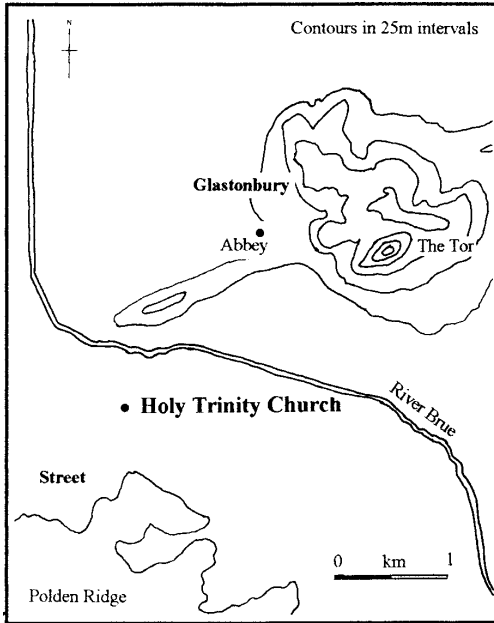 N
Contours in 25m intervals
Glastonbury
Abbey
The Tor
River Brue
Holy Trinity Church
Street
0 km 1
Polden Ridge